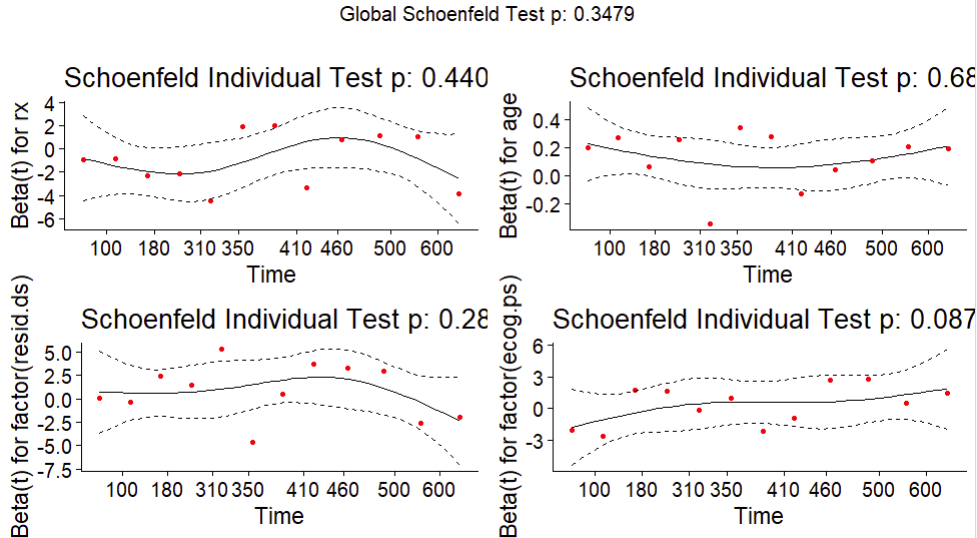 Global Schoenfeld Test p: 0.3479
Schoenfeld Individual Test p: 0.440
Beta(t) for rx
4
2
0
-2
-4
-6
100 180 310 350 410 460 500 600
Time
Schoenfeld Individual Test p: 0.68
Beta(t) for age
0.4
0.2
0.0
-0.2
100 180 310 350 410 460 500 600
Time
Schoenfeld Individual Test p: 0.28
Beta(t) for factor(resid.ds)
5.0
2.5
0.0
-2.5
-5.0
-7.5
100 180 310 350 410 460 600
Time
Schoenfeld Individual Test p: 0.087
Beta(t) for factor(ecog.ps)
6
3
0
-3
100 180 310 350 410 460 500 600
Time